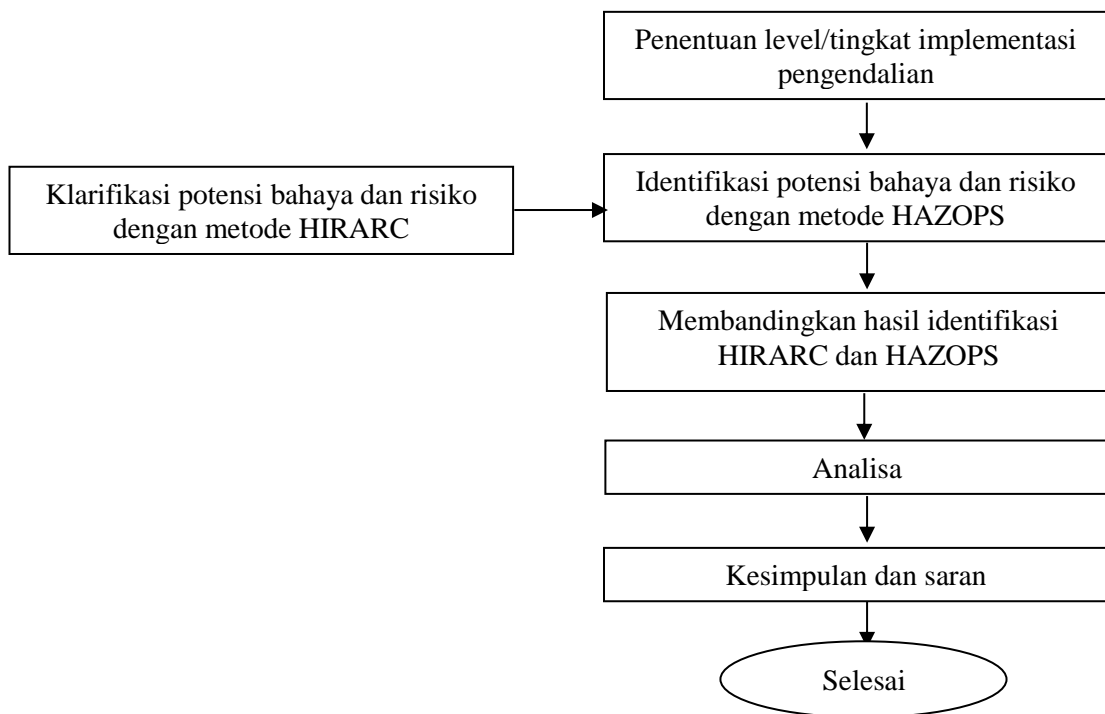 Penentuan level/tingkat implementasi
pengendalian
Klarifikasi potensi bahaya dan risiko
dengan metode HIRARC
Identifikasi potensi bahaya dan risiko
dengan metode HAZOPS
Membandingkan hasil identifikasi
HIRARC dan HAZOPS
Analisa
Kesimpulan dan saran
Selesai